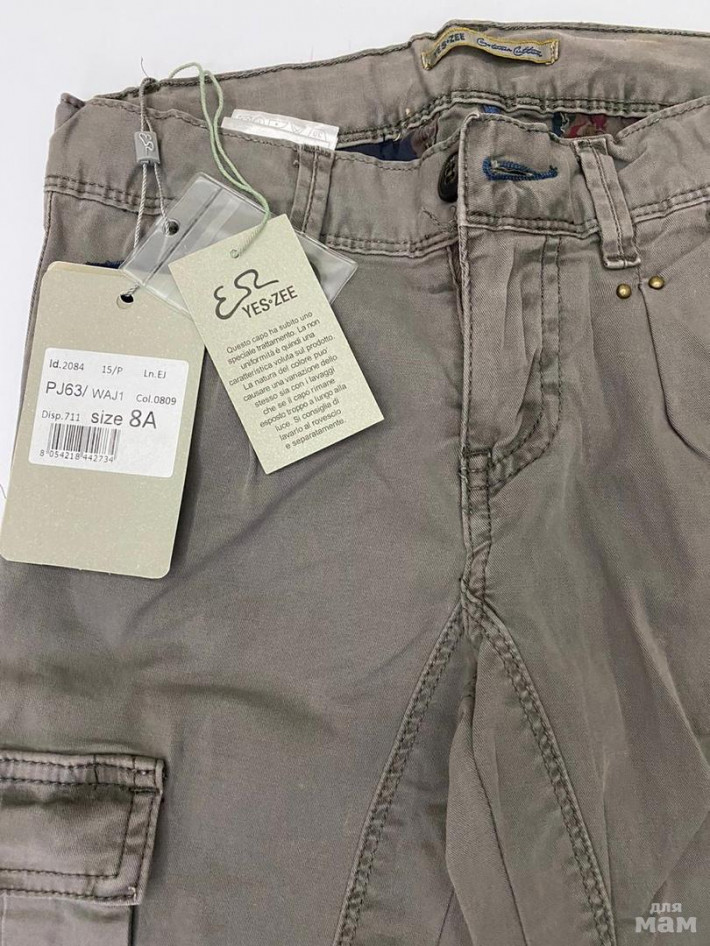 YES•ZEE
YES•ZEE
Questo capo ha subito uno
speciale trattamento. La non
uniformità è quindi una
caratteristica voluta sul prodotto.
La natura del colore puo'
causare una variazione dello
stesso sia con i lavaggi
che se il capo rimane
esposto troppo a lungo alla
luce. Si consiglia di
lavarlo al rovescio
e separatamente.
Id.2084 15/P Ln.EJ
PJ63/ WAJ1 Col.0809
Disp.711 size 8A
8 054218 442734
для
мам